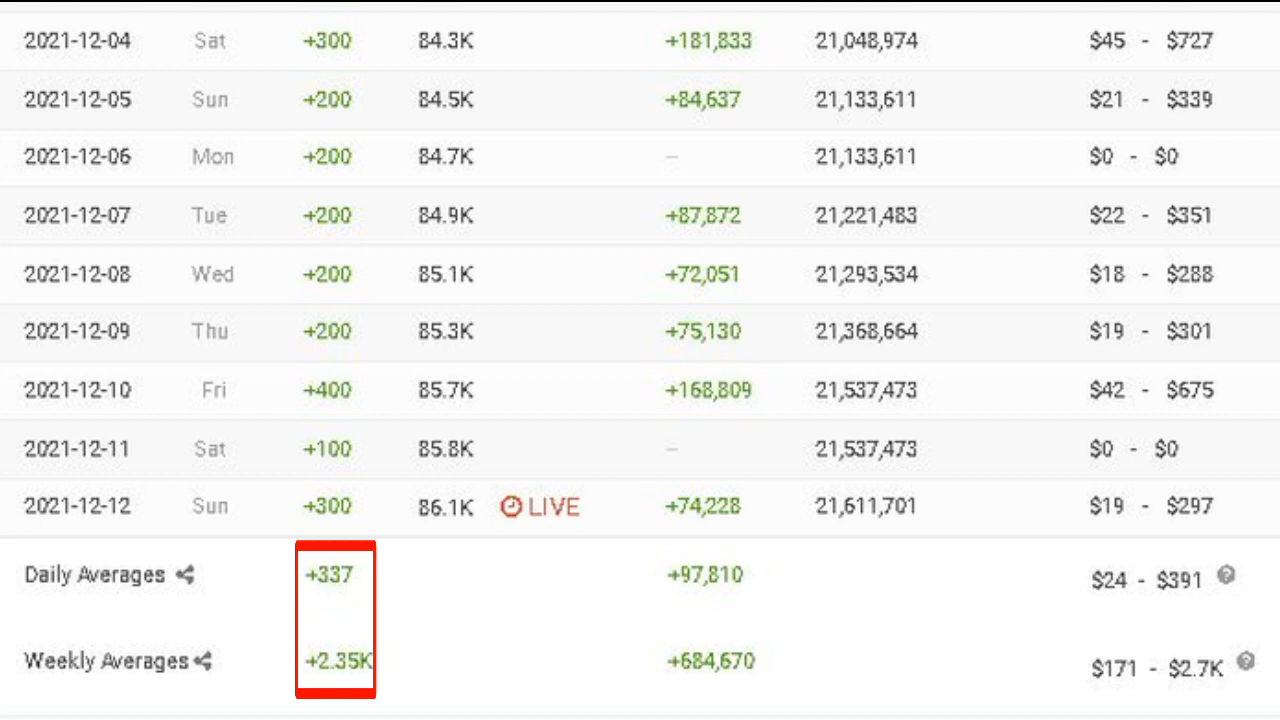 2021-12-04 Sat +300 84.3K +181,833 21,048,974 $45 - $727
2021-12-05 Sun +200 84.5K +84,637 21,133,611 $21 - $339
2021-12-06 Mon +200 84.7K – 21,133,611 $0 - $0
2021-12-07 Tue +200 84.9K +87,872 21,221,483 $22 - $351
2021-12-08 Wed +200 85.1K +72,051 21,293,534 $18 - $288
2021-12-09 Thu +200 85.3K +75,130 21,368,664 $19 - $301
2021-12-10 Fri +400 85.7K +168,809 21,537,473 $42 - $675
2021-12-11 Sat +100 85.8K – 21,537,473 $0 - $0
2021-12-12 Sun +300 86.1K LIVE +74,228 21,611,701 $19 - $297
Daily Averages +337 +97,810 $24 - $391
Weekly Averages +2.35K +684,670 $171 - $2.7K